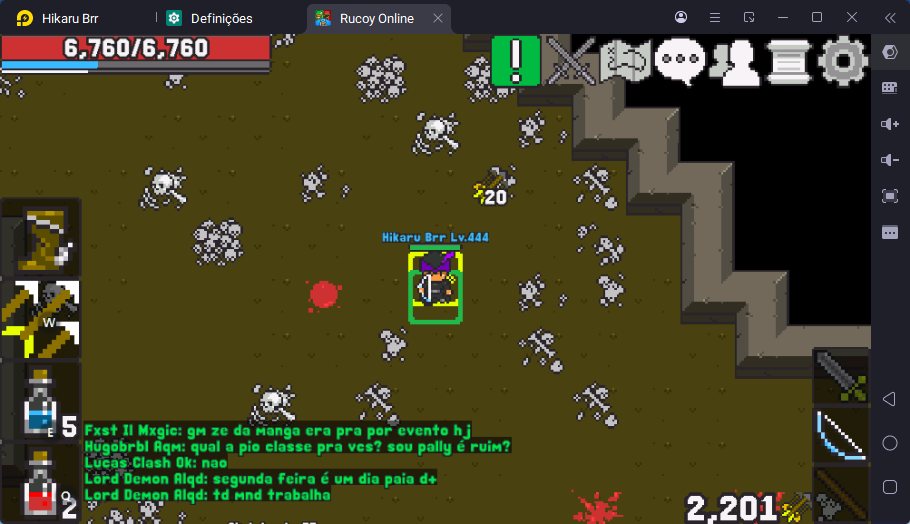 Hikaru Brr
Definições
Rucoy Online
6,760/6,760
20
Hikaru Brr Lv.444
W
5
E
Fxst Il Mxgic: gm ze da manga era pra por evento hj
Hugobrbl Aqm: qual a pio classe pra vcs? sou pally é ruim?
Lucas Clash Ok: nao
Lord Demon Alqd: segunda feira é um dia paia d+
Lord Demon Alqd: td mnd trabalha
Q
2
2,201